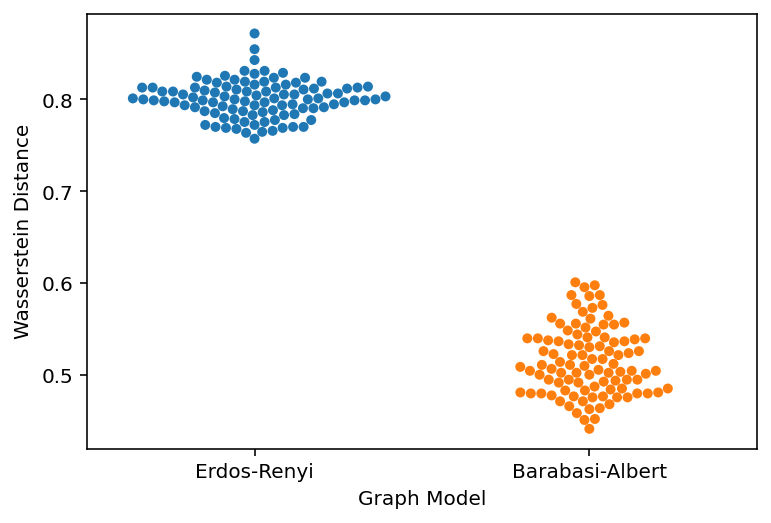 0.8
0.7
0.6
0.5
Wasserstein Distance
Erdos-Renyi
Barabasi-Albert
Graph Model